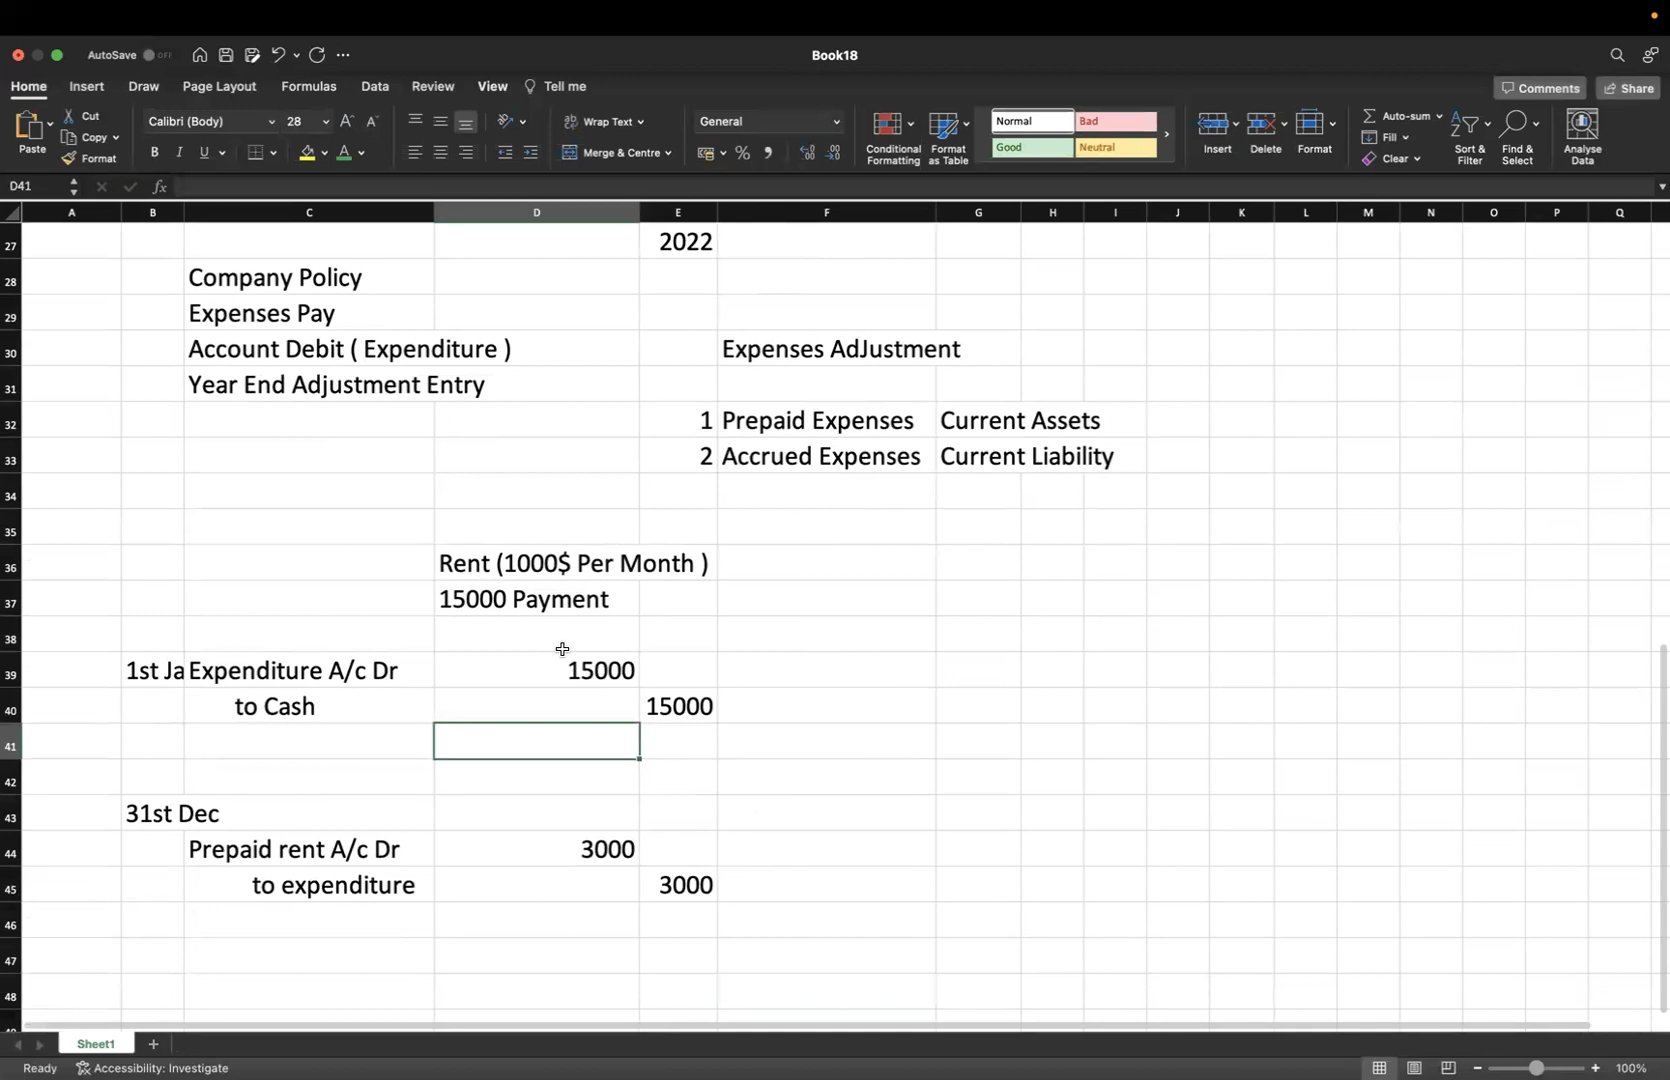 AutoSave OFF
Book18
Home Insert Draw Page Layout Formulas Data Review View Tell me
Comments Share
Paste
Cut
Copy
Format
Calibri (Body) 28
B I U
Wrap Text
Merge & Centre
General
Conditional Formatting
Format as Table
Normal Bad
Good Neutral
Insert Delete Format
Auto-sum
Fill
Clear
Sort & Filter
Find & Select
Analyse Data
D41 fx
A B C D E F G H I J K L M N O P Q
27 2022
28 Company Policy
29 Expenses Pay
30 Account Debit ( Expenditure ) Expenses AdJustment
31 Year End Adjustment Entry
32 1 Prepaid Expenses Current Assets
33 2 Accrued Expenses Current Liability
34
35
36 Rent (1000$ Per Month )
37 15000 Payment
38
39 1st Ja Expenditure A/c Dr 15000
40 to Cash 15000
41
42
43 31st Dec
44 Prepaid rent A/c Dr 3000
45 to expenditure 3000
46
47
48
Sheet1
Ready Accessibility: Investigate
100%